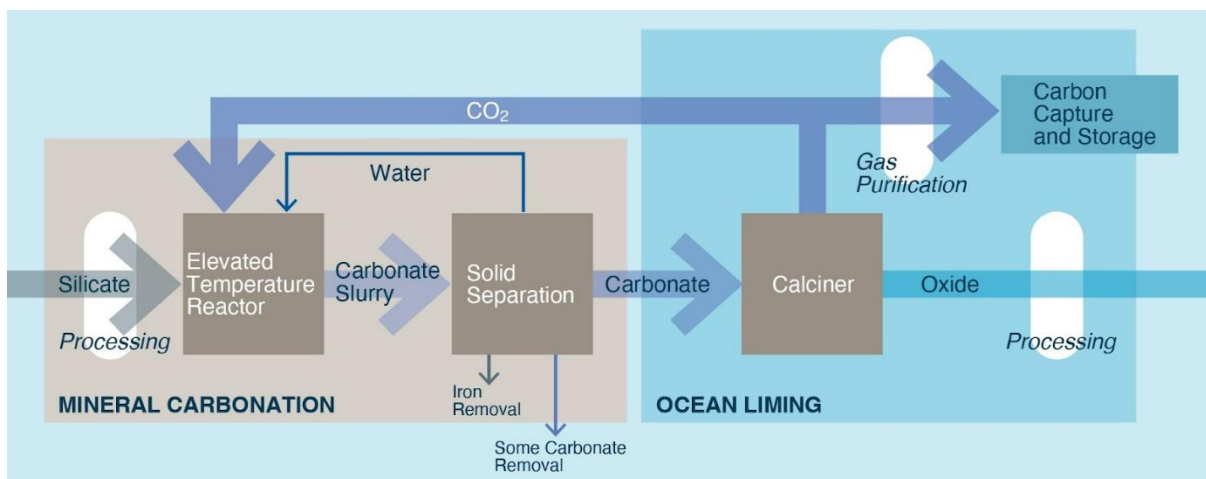 CO₂
Carbon
Capture
and Storage
Gas
Purification
Water
Silicate
Processing
Elevated
Temperature
Reactor
Carbonate
Slurry
Solid
Separation
Carbonate
Calciner
Oxide
Processing
Iron
Removal
Some Carbonate
Removal
MINERAL CARBONATION
OCEAN LIMING